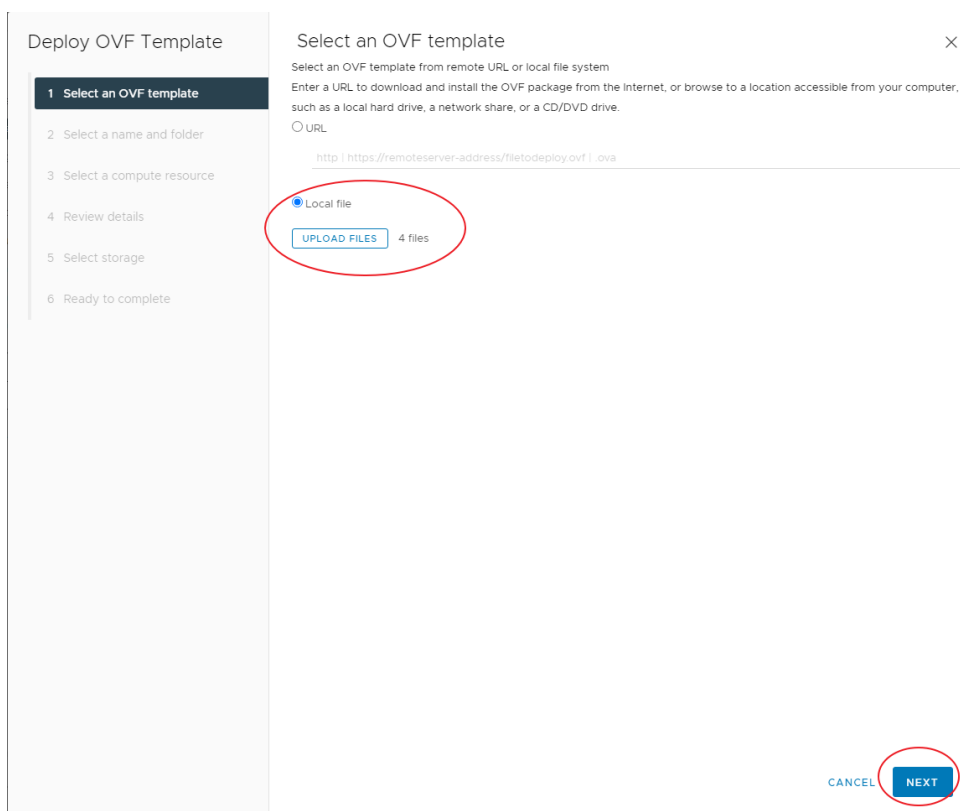 Deploy OVF Template
1 Select an OVF template
2 Select a name and folder
3 Select a compute resource
4 Review details
5 Select storage
6 Ready to complete
Select an OVF template
Select an OVF template from remote URL or local file system
Enter a URL to download and install the OVF package from the Internet, or browse to a location accessible from your computer,
such as a local hard drive, a network share, or a CD/DVD drive.
URL
http | https://remoteserver-address/filetodeploy.ovf | .ova
Local file
UPLOAD FILES 4 files
CANCEL NEXT